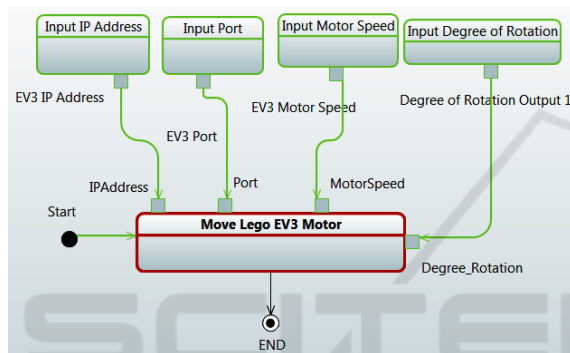 Input IP Address
Input Port
Input Motor Speed
Input Degree of Rotation
EV3 IP Address
EV3 Port
EV3 Motor Speed
Degree of Rotation Output 1
IPAddress
Port
MotorSpeed
Start
Move Lego EV3 Motor
Degree_Rotation
END